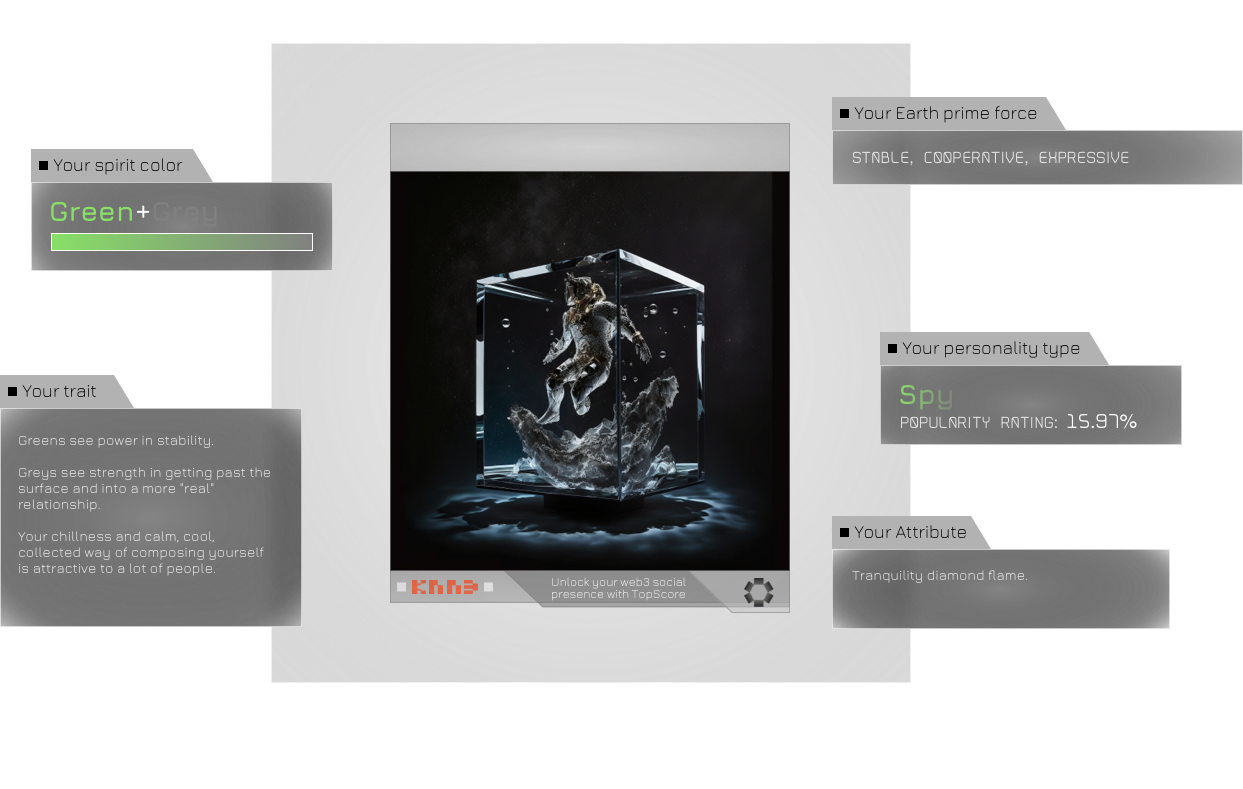 Your spirit color
Green+Grey
Your trait
Greens see power in stability.
Greys see strength in getting past the
surface and into a more "real"
relationship.
Your chillness and calm, cool,
collected way of composing yourself
is attractive to a lot of people.
KNN3
Unlock your web3 social
presence with TopScore
Your Earth prime force
STABLE, COOPERATIVE, EXPRESSIVE
Your personality type
Spy
POPULARITY RATING: 15.97%
Your Attribute
Tranquility diamond flame.